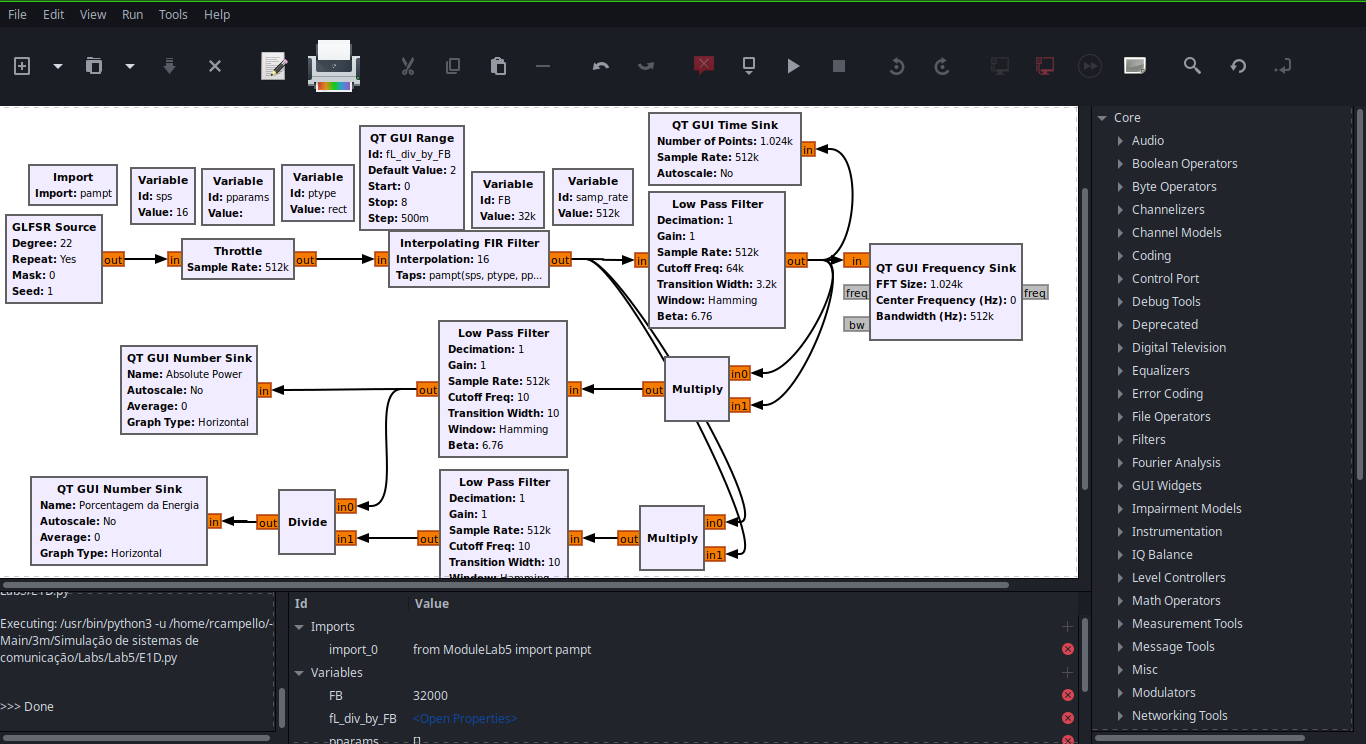 File Edit View Run Tools Help
Import
Import: pampt
Variable
Id: sps
Value: 16
Variable
Id: pparams
Value:
Variable
Id: ptype
Value: rect
QT GUI Range
Id: fL_div_by_FB
Default Value: 2
Start: 0
Stop: 8
Step: 500m
Variable
Id: FB
Value: 32k
Variable
Id: samp_rate
Value: 512k
QT GUI Time Sink
Number of Points: 1.024k
Sample Rate: 512k
Autoscale: No
in
GLFSR Source
Degree: 22
Repeat: Yes
Mask: 0
Seed: 1
out
in
Throttle
Sample Rate: 512k
out
in
Interpolating FIR Filter
Interpolation: 16
Taps: pampt(sps, ptype, pp...
out
in
Low Pass Filter
Decimation: 1
Gain: 1
Sample Rate: 512k
Cutoff Freq: 64k
Transition Width: 3.2k
Window: Hamming
Beta: 6.76
out
in
freq
bw
QT GUI Frequency Sink
FFT Size: 1.024k
Center Frequency (Hz): 0
Bandwidth (Hz): 512k
freq
QT GUI Number Sink
Name: Absolute Power
Autoscale: No
Average: 0
Graph Type: Horizontal
in
out
Low Pass Filter
Decimation: 1
Gain: 1
Sample Rate: 512k
Cutoff Freq: 10
Transition Width: 10
Window: Hamming
Beta: 6.76
in
out
Multiply
in0
in1
QT GUI Number Sink
Name: Porcentagem da Energia
Autoscale: No
Average: 0
Graph Type: Horizontal
in
out
Divide
in0
in1
out
Low Pass Filter
Decimation: 1
Gain: 1
Sample Rate: 512k
Cutoff Freq: 10
Transition Width: 10
Window: Hamming
in
out
Multiply
in0
in1
Labs/E1D.py
Executing: /usr/bin/python3 -u /home/rcampello/-
Main/3m/Simulação de sistemas de
comunicação/Labs/Lab5/E1D.py
>>> Done
Id Value
Imports
import_0 from ModuleLab5 import pampt
Variables
FB 32000
fL_div_by_FB <Open Properties>
pparams []
Core
Audio
Boolean Operators
Byte Operators
Channelizers
Channel Models
Coding
Control Port
Debug Tools
Deprecated
Digital Television
Equalizers
Error Coding
File Operators
Filters
Fourier Analysis
GUI Widgets
Impairment Models
Instrumentation
IQ Balance
Level Controllers
Math Operators
Measurement Tools
Message Tools
Misc
Modulators
Networking Tools